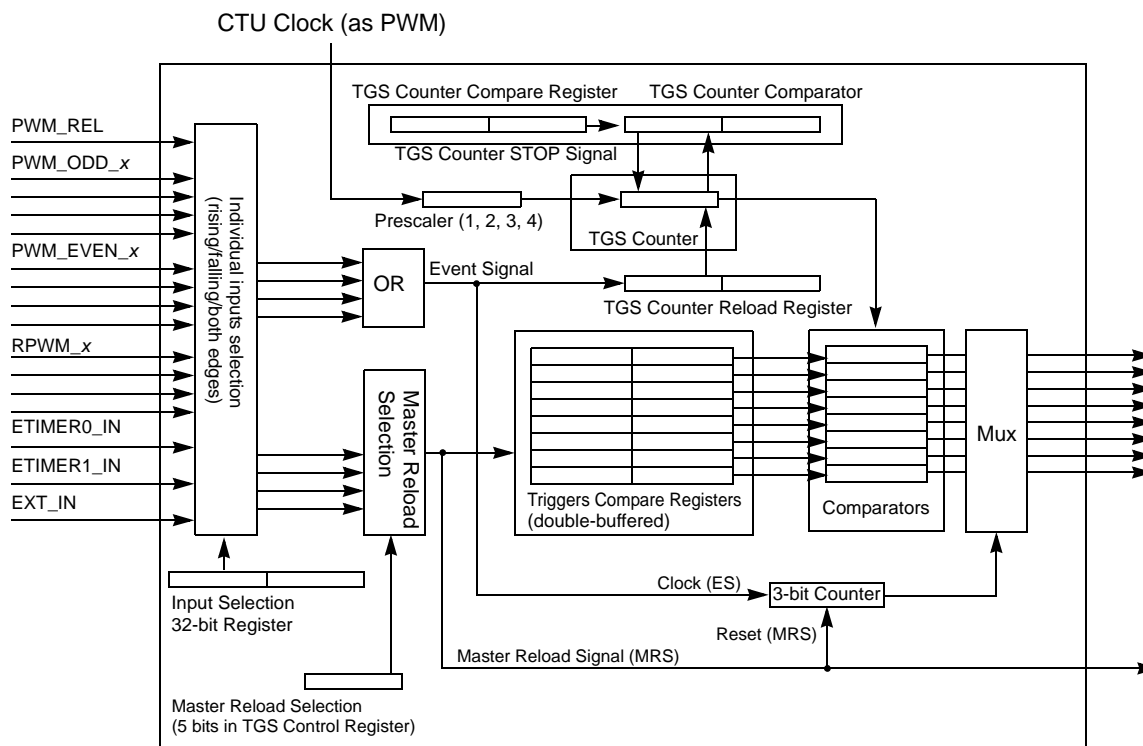 CTU Clock (as PWM)
TGS Counter Compare Register
TGS Counter Comparator
PWM_REL
TGS Counter STOP Signal
PWM_ODD_x
Prescaler (1, 2, 3, 4)
TGS Counter
PWM_EVEN_x
Individual inputs selection
(rising/falling/both edges)
OR
Event Signal
TGS Counter Reload Register
RPWM_x
ETIMER0_IN
ETIMER1_IN
EXT_IN
Master Reload
Selection
Triggers Compare Registers
(double-buffered)
Comparators
Mux
Input Selection
32-bit Register
Clock (ES)
3-bit Counter
Reset (MRS)
Master Reload Signal (MRS)
Master Reload Selection
(5 bits in TGS Control Register)